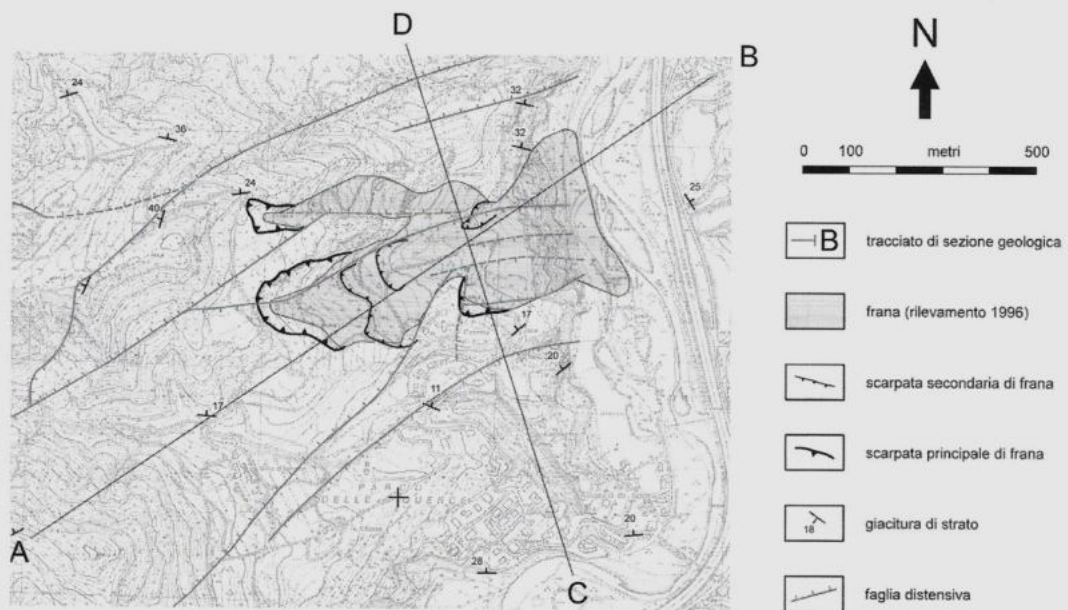 D
B
N
24
32
36
32
0 100 metri 500
24
25
40
B tracciato di sezione geologica
frana (rilevamento 1996)
17
20
scarpata secondaria di frana
11
17
scarpata principale di frana
DELLE QUERCE
20
18 giacitura di strato
A
28
C
faglia distensiva